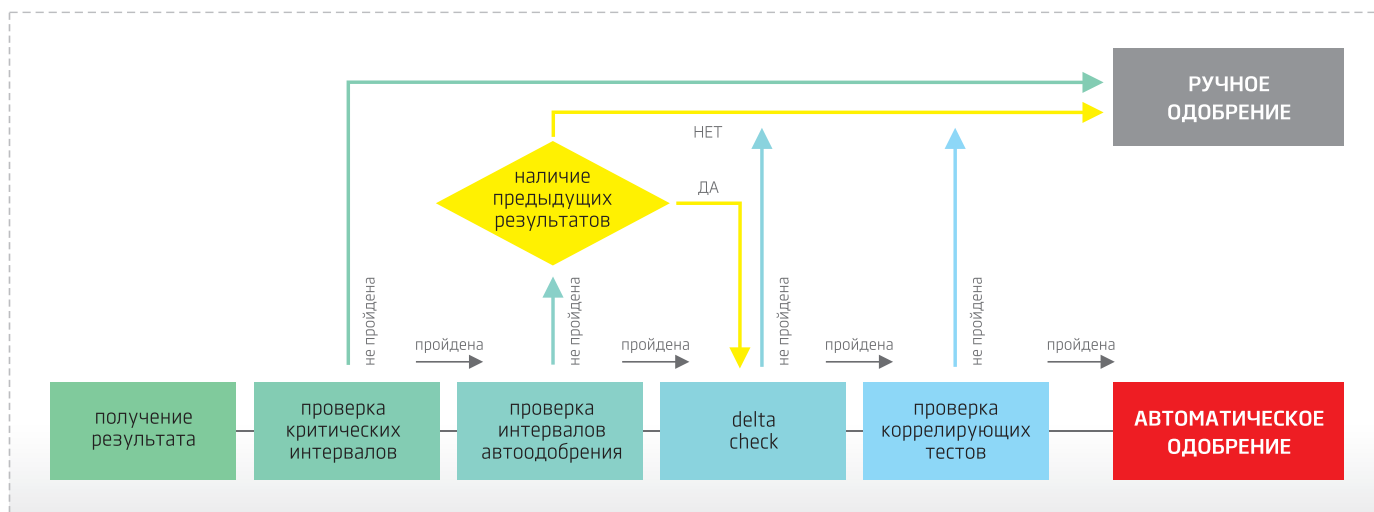 РУЧНОЕ
ОДОБРЕНИЕ
НЕТ
наличие
предыдущих
результатов
ДА
не пройдена
пройдена
не пройдена
пройдена
не пройдена
пройдена
не пройдена
пройдена
получение
результата
проверка
критических
интервалов
проверка
интервалов
автоодобрения
delta
check
проверка
коррелирующих
тестов
АВТОМАТИЧЕСКОЕ
ОДОБРЕНИЕ